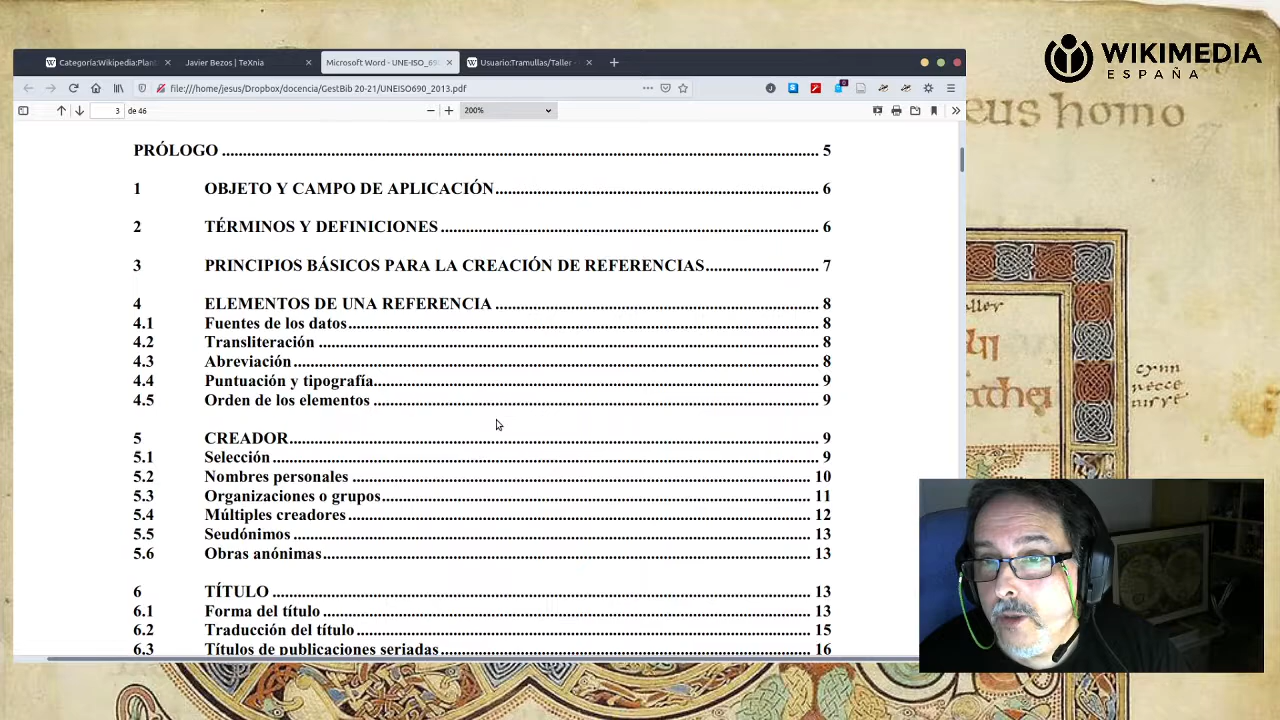 WIKIMEDIA
ESPAÑA
Categoría:Wikipedia:Plan
Javier Bezos | TeXnia
Microsoft Word - UNE-ISO_69
Usuario:Tramullas/Taller -
file:///home/jesus/Dropbox/docencia/GestBib 20-21/UNEISO690_2013.pdf
3 de 46
200%
PRÓLOGO ........ 5
1 OBJETO Y CAMPO DE APLICACIÓN ........ 6
2 TÉRMINOS Y DEFINICIONES ........ 6
3 PRINCIPIOS BÁSICOS PARA LA CREACIÓN DE REFERENCIAS ........ 7
4 ELEMENTOS DE UNA REFERENCIA ........ 8
4.1 Fuentes de los datos ........ 8
4.2 Transliteración ........ 8
4.3 Abreviación ........ 8
4.4 Puntuación y tipografía ........ 9
4.5 Orden de los elementos ........ 9
5 CREADOR ........ 9
5.1 Selección ........ 9
5.2 Nombres personales ........ 10
5.3 Organizaciones o grupos ........ 11
5.4 Múltiples creadores ........ 12
5.5 Seudónimos ........ 13
5.6 Obras anónimas ........ 13
6 TÍTULO ........ 13
6.1 Forma del título ........ 13
6.2 Traducción del título ........ 15
6.3 Títulos de publicaciones seriadas ........ 16
eus homo